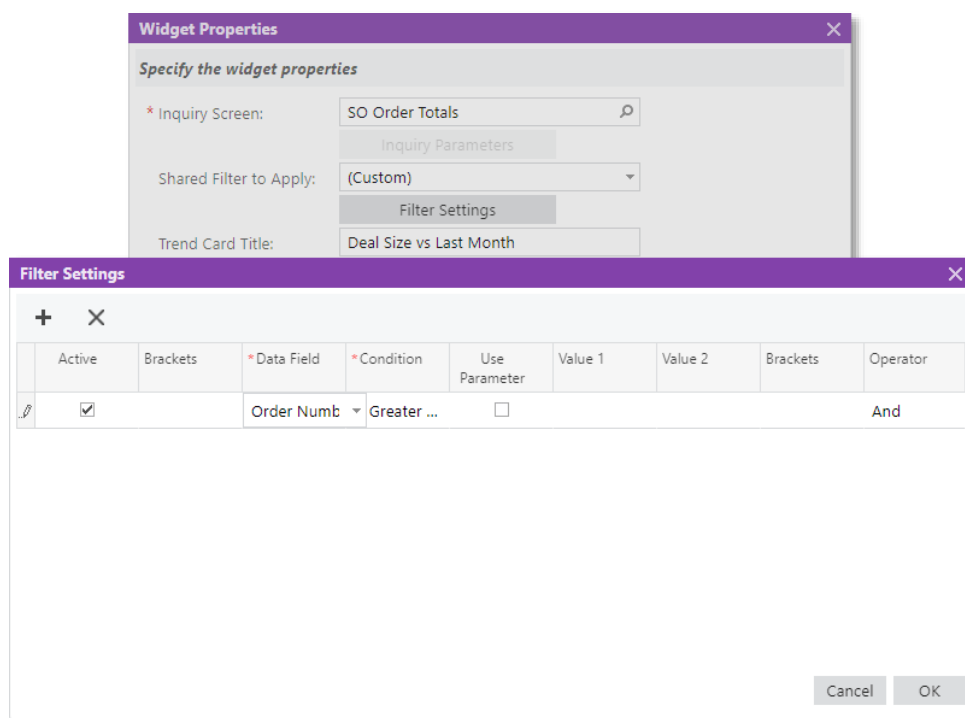 Widget Properties
Specify the widget properties
* Inquiry Screen: SO Order Totals
Inquiry Parameters
Shared Filter to Apply: (Custom)
Filter Settings
Trend Card Title: Deal Size vs Last Month
Filter Settings
Active Brackets * Data Field * Condition Use Parameter Value 1 Value 2 Brackets Operator
Order Numb Greater ... And
Cancel OK